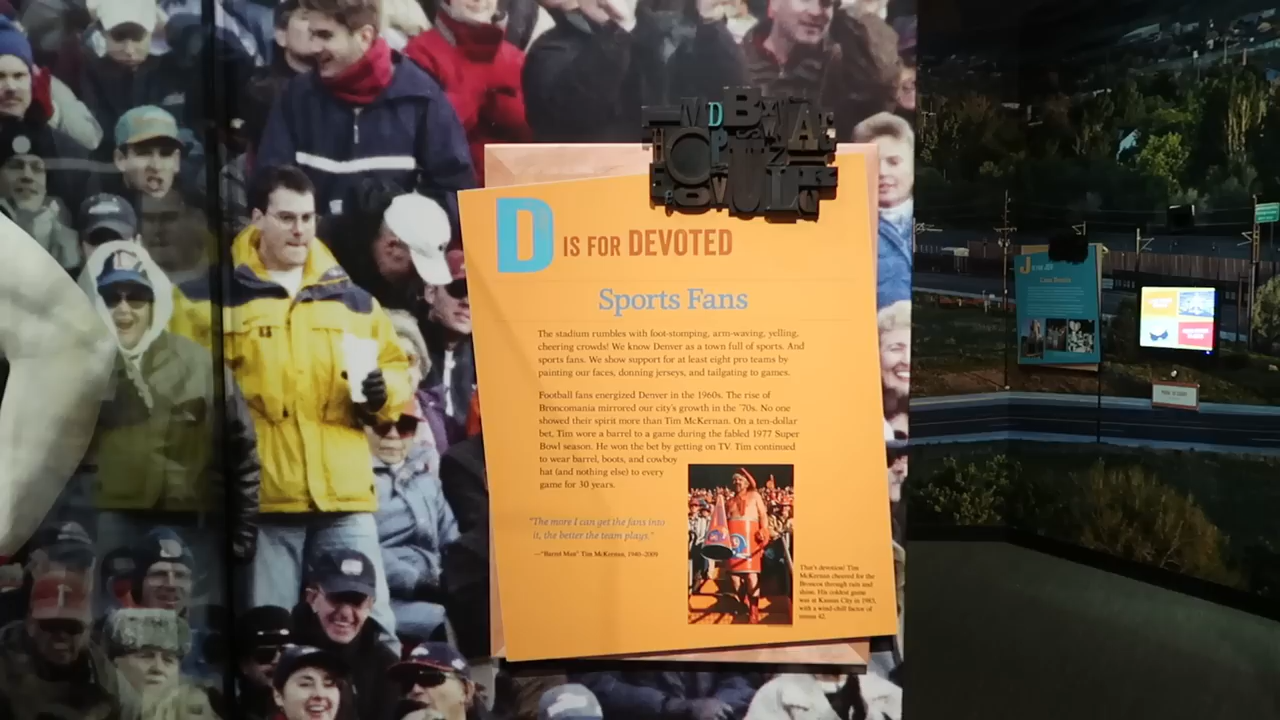 D IS FOR DEVOTED
Sports Fans
The stadium rumbles with foot-stomping, arm-waving, yelling,
cheering crowds! We know Denver as a town full of sports. And
sports fans. We show support for at least eight pro teams by
painting our faces, donning jerseys, and tailgating to games.
Football fans energized Denver in the 1960s. The rise of
Broncomania mirrored our city's growth in the '70s. No one
showed their spirit more than Tim McKernan. On a ten-dollar
bet, Tim wore a barrel to a game during the fabled 1977 Super
Bowl season. He won the bet by getting on TV. Tim continued
to wear barrel, boots, and cowboy
hat (and nothing else) to every
game for 30 years.
"The more I can get the fans into
it, the better the team plays."
—"Barrel Man" Tim McKernan, 1940–2009
That's devotion! Tim
McKernan cheered for the
Broncos through rain and
shine. His coldest game
was at Kansas City in 1983,
with a wind chill factor of
minus 42.
J IS FOR